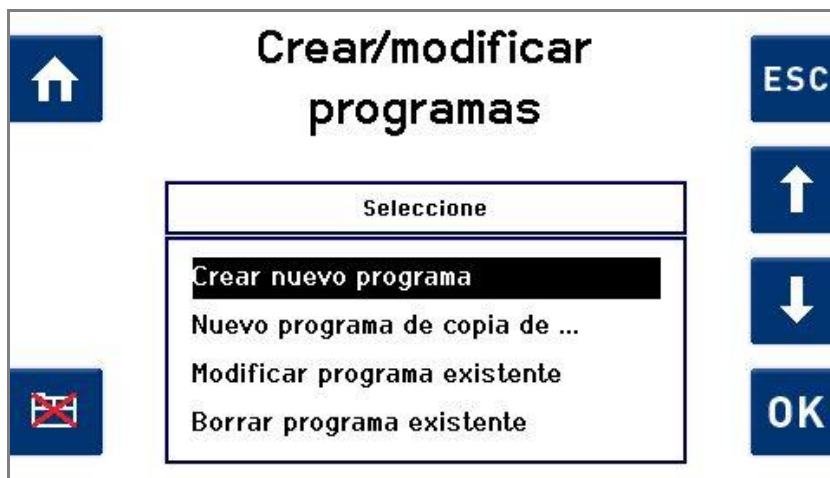 Crear/modificar
programas
ESC
Seleccione
Crear nuevo programa
Nuevo programa de copia de ...
Modificar programa existente
Borrar programa existente
OK